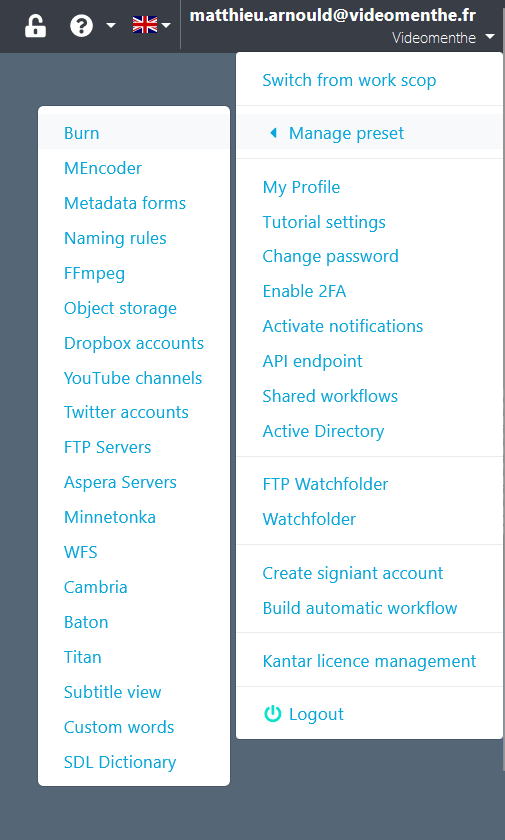 matthieu.arnould@videomenthe.fr
Videomenthe
Switch from work scop
Manage preset
My Profile
Tutorial settings
Change password
Enable 2FA
Activate notifications
API endpoint
Shared workflows
Active Directory
FTP Watchfolder
Watchfolder
Create signiant account
Build automatic workflow
Kantar licence management
Logout
Burn
MEncoder
Metadata forms
Naming rules
FFmpeg
Object storage
Dropbox accounts
YouTube channels
Twitter accounts
FTP Servers
Aspera Servers
Minnetonka
WFS
Cambria
Baton
Titan
Subtitle view
Custom words
SDL Dictionary